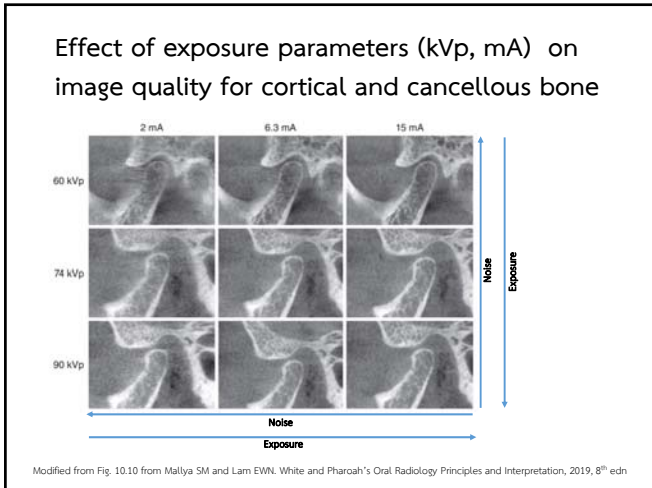 Effect of exposure parameters (kVp, mA) on
image quality for cortical and cancellous bone
2 mA 6.3 mA 15 mA
60 kVp
74 kVp
90 kVp
Noise
Exposure
Noise
Exposure
Modified from Fig. 10.10 from Mallya SM and Lam EWN. White and Pharoah's Oral Radiology Principles and Interpretation, 2019, 8th edn